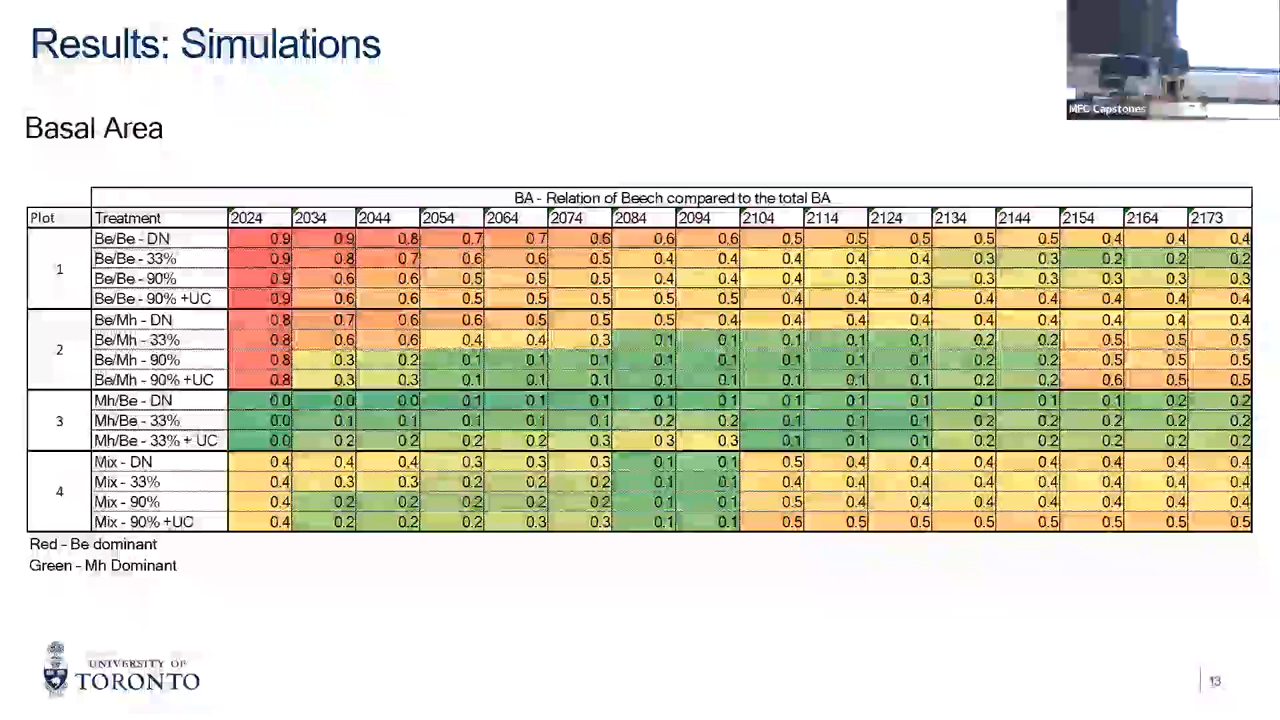 Results: Simulations
MFC Capstones
Basal Area
BA - Relation of Beech compared to the total BA
Plot Treatment 2024 2034 2044 2054 2064 2074 2084 2094 2104 2114 2124 2134 2144 2154 2164 2173
1
Be/Be - DN 0.9 0.9 0.8 0.7 0.7 0.6 0.6 0.6 0.5 0.5 0.5 0.5 0.5 0.4 0.4 0.4
Be/Be - 33% 0.9 0.8 0.7 0.6 0.6 0.5 0.4 0.4 0.4 0.4 0.4 0.3 0.3 0.2 0.2 0.2
Be/Be - 90% 0.9 0.6 0.6 0.5 0.5 0.5 0.4 0.4 0.4 0.3 0.3 0.3 0.3 0.3 0.3 0.3
Be/Be - 90% +UC 0.9 0.6 0.6 0.5 0.5 0.5 0.5 0.5 0.4 0.4 0.4 0.4 0.4 0.4 0.4 0.4
2
Be/Mh - DN 0.8 0.7 0.6 0.6 0.5 0.5 0.5 0.4 0.4 0.4 0.4 0.4 0.4 0.4 0.4 0.4
Be/Mh - 33% 0.8 0.6 0.6 0.4 0.4 0.3 0.1 0.1 0.1 0.1 0.1 0.2 0.2 0.5 0.5 0.5
Be/Mh - 90% 0.8 0.3 0.2 0.1 0.1 0.1 0.1 0.1 0.1 0.1 0.1 0.2 0.2 0.5 0.5 0.5
Be/Mh - 90% +UC 0.8 0.3 0.3 0.1 0.1 0.1 0.1 0.1 0.1 0.1 0.1 0.2 0.2 0.6 0.5 0.5
3
Mh/Be - DN 0.0 0.0 0.0 0.1 0.1 0.1 0.1 0.1 0.1 0.1 0.1 0.1 0.1 0.1 0.2 0.2
Mh/Be - 33% 0.0 0.1 0.1 0.1 0.1 0.1 0.2 0.2 0.1 0.1 0.1 0.2 0.2 0.2 0.2 0.2
Mh/Be - 33% + UC 0.0 0.2 0.2 0.2 0.2 0.3 0.3 0.3 0.1 0.1 0.1 0.2 0.2 0.2 0.2 0.2
4
Mix - DN 0.4 0.4 0.4 0.3 0.3 0.3 0.1 0.1 0.5 0.4 0.4 0.4 0.4 0.4 0.4 0.4
Mix - 33% 0.4 0.3 0.3 0.2 0.2 0.2 0.1 0.1 0.4 0.4 0.4 0.4 0.4 0.4 0.4 0.4
Mix - 90% 0.4 0.2 0.2 0.2 0.2 0.2 0.1 0.1 0.5 0.4 0.4 0.4 0.4 0.4 0.4 0.4
Mix - 90% +UC 0.4 0.2 0.2 0.2 0.3 0.3 0.1 0.1 0.5 0.5 0.5 0.5 0.5 0.5 0.5 0.5
Red - Be dominant
Green - Mh Dominant
UNIVERSITY OF
TORONTO
13